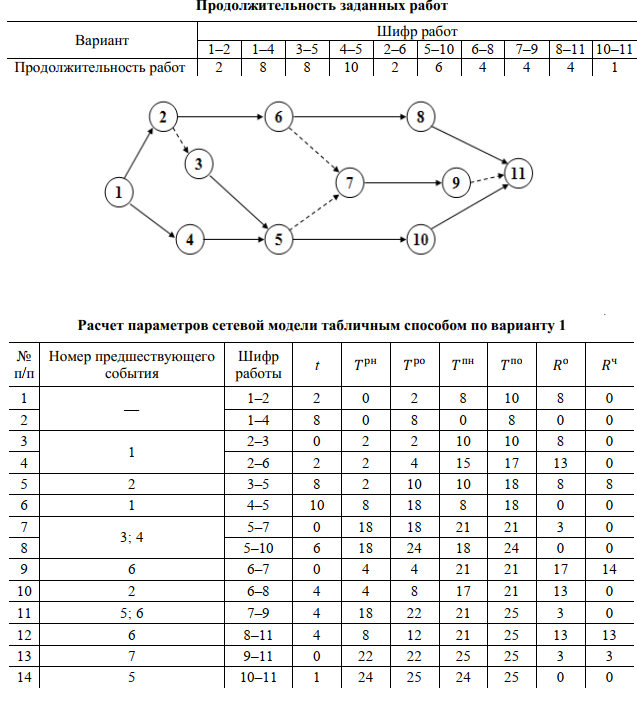 Продолжительность заданных работ
Вариант Шифр работ
1–2 1–4 3–5 4–5 2–6 5–10 6–8 7–9 8–11 10–11
Продолжительность работ 2 8 8 10 2 6 4 4 4 1
2 6 8
3
1 7 9 11
4 5 10
Расчет параметров сетевой модели табличным способом по варианту 1
№ п/п Номер предшествующего события Шифр работы t Tрн Tро Tпн Tпо Rо Rч
1 — 1–2 2 0 2 8 10 8 0
2 1–4 8 0 8 0 8 0 0
3 1 2–3 0 2 2 10 10 8 0
4 2–6 2 2 4 15 17 13 0
5 2 3–5 8 2 10 10 18 8 8
6 1 4–5 10 8 18 8 18 0 0
7 3; 4 5–7 0 18 18 21 21 3 0
8 5–10 6 18 24 18 24 0 0
9 6 6–7 0 4 4 21 21 17 14
10 2 6–8 4 4 8 17 21 13 0
11 5; 6 7–9 4 18 22 21 25 3 0
12 6 8–11 4 8 12 21 25 13 13
13 7 9–11 0 22 22 25 25 3 3
14 5 10–11 1 24 25 24 25 0 0